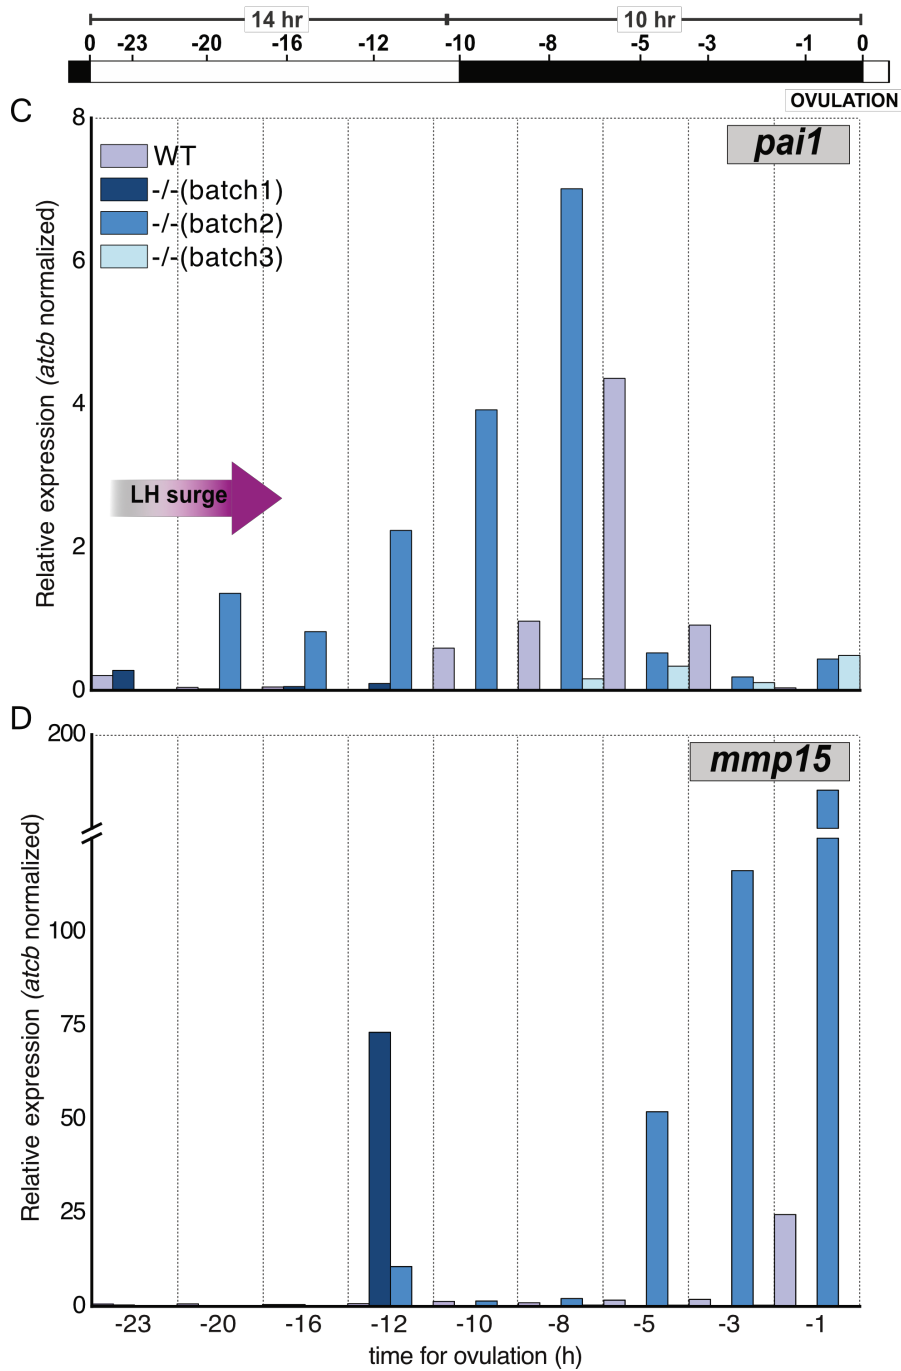 14 hr 10 hr
0 -23 -20 -16 -12 -10 -8 -5 -3 -1 0
OVULATION
C
8
6
4
2
0
Relative expression (atcb normalized)
pai1
WT
-/-(batch1)
-/-(batch2)
-/-(batch3)
LH surge
D
200
100
75
50
25
0
Relative expression (atcb normalized)
mmp15
-23 -20 -16 -12 -10 -8 -5 -3 -1
time for ovulation (h)